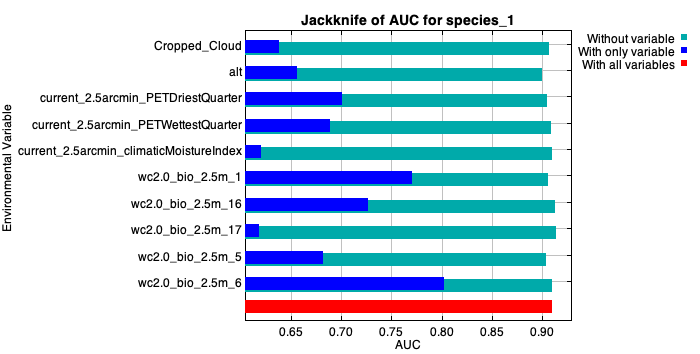 Jackknife of AUC for species_1
Without variable
With only variable
With all variables
Environmental Variable
Cropped_Cloud
alt
current_2.5arcmin_PETDriestQuarter
current_2.5arcmin_PETWettestQuarter
current_2.5arcmin_climaticMoistureIndex
wc2.0_bio_2.5m_1
wc2.0_bio_2.5m_16
wc2.0_bio_2.5m_17
wc2.0_bio_2.5m_5
wc2.0_bio_2.5m_6
0.65 0.70 0.75 0.80 0.85 0.90
AUC